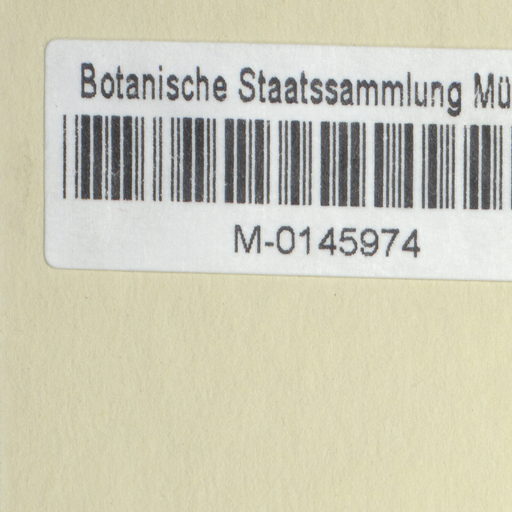 Botanische Staatssammlung Mü
M-0145974